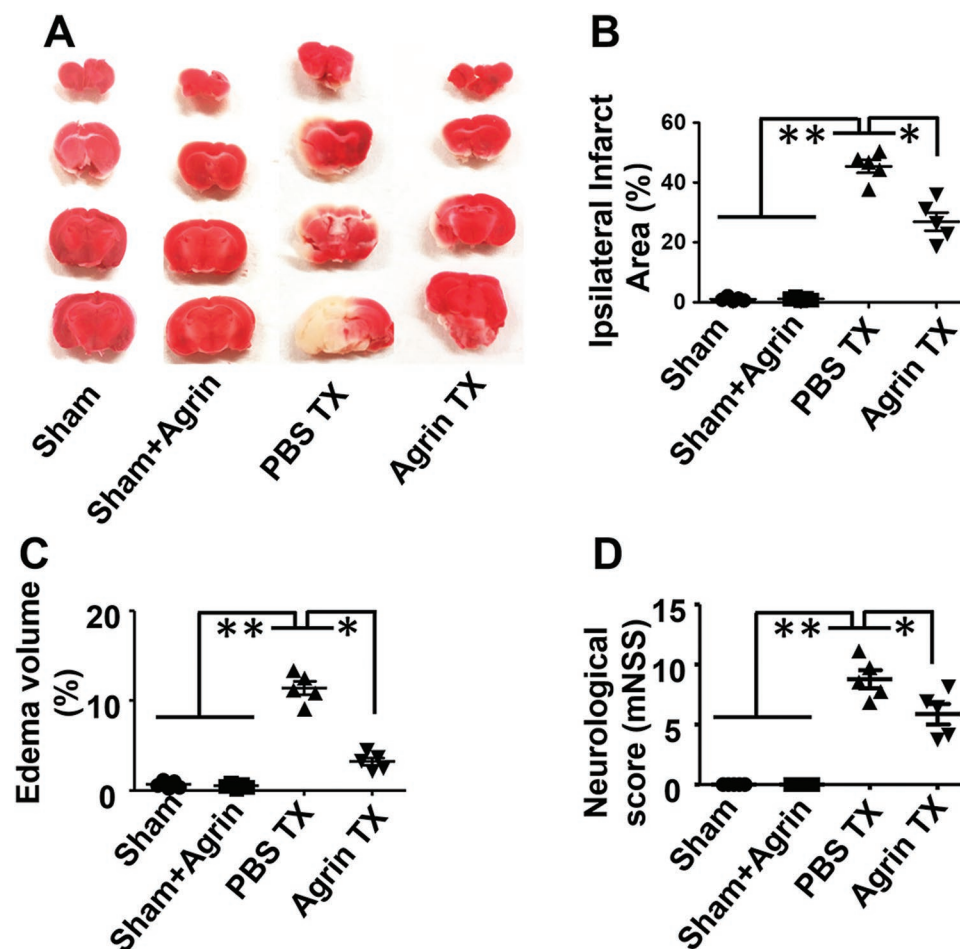 A
Sham
Sham+Agrin
PBS TX
Agrin TX
B
Ipsilateral Infarct
Area (%)
60
40
20
0
** *
Sham
Sham+Agrin
PBS TX
Agrin TX
C
Edema volume
(%)
20
10
0
** *
Sham
Sham+Agrin
PBS TX
Agrin TX
D
Neurological
score (mNSS)
15
10
5
0
** *
Sham
Sham+Agrin
PBS TX
Agrin TX